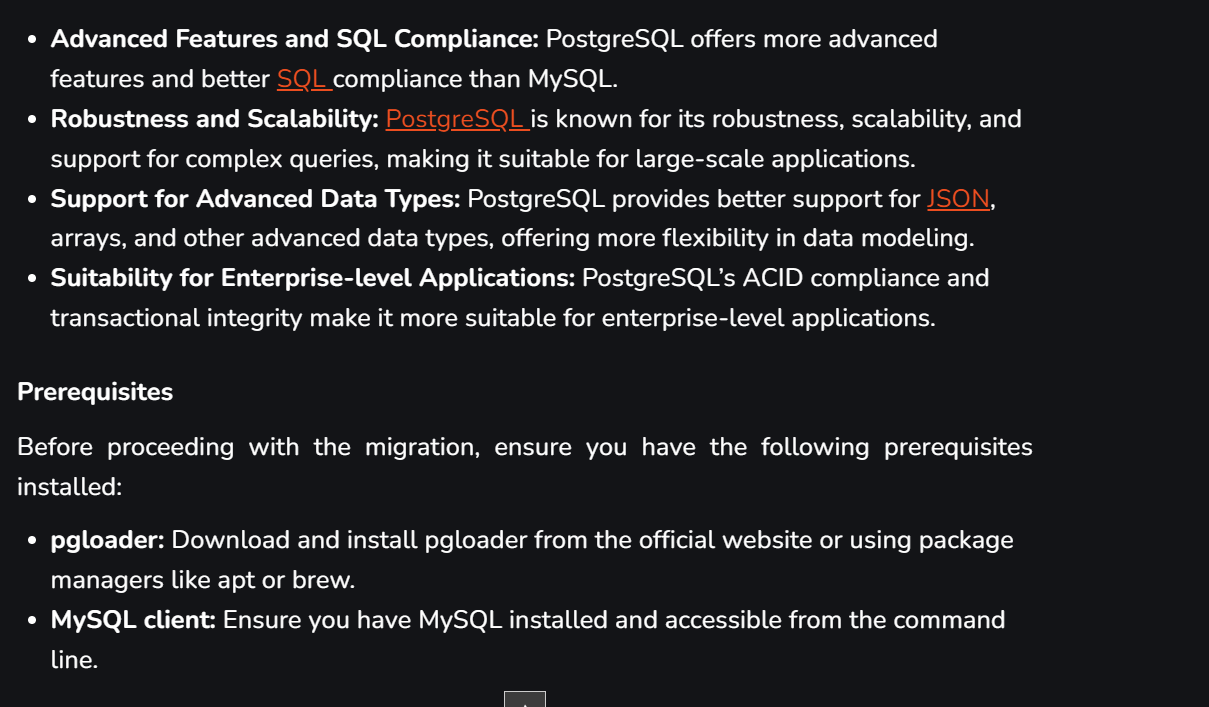 Advanced Features and SQL Compliance: PostgreSQL offers more advanced
features and better SQL compliance than MySQL.
Robustness and Scalability: PostgreSQL is known for its robustness, scalability, and
support for complex queries, making it suitable for large-scale applications.
Support for Advanced Data Types: PostgreSQL provides better support for JSON,
arrays, and other advanced data types, offering more flexibility in data modeling.
Suitability for Enterprise-level Applications: PostgreSQL’s ACID compliance and
transactional integrity make it more suitable for enterprise-level applications.
Prerequisites
Before proceeding with the migration, ensure you have the following prerequisites
installed:
pgloader: Download and install pgloader from the official website or using package
managers like apt or brew.
MySQL client: Ensure you have MySQL installed and accessible from the command
line.